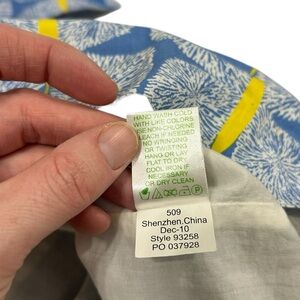 HAND WASH COLD
WITH LIKE COLORS
USE NON-CHLORINE
BLEACH IF NEEDED
NO WRINGING
OR TWISTING
HANG OR LAY
FLAT TO DRY
COOL IRON IF
NECESSARY
OR DRY CLEAN
509
Shenzhen,China
Dec-10
Style 93258
PO 037928